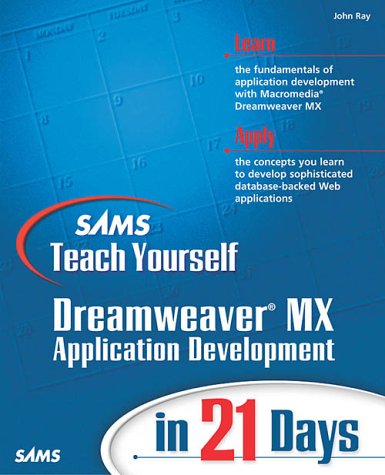 John Ray
Learn
the fundamentals of
application development
with Macromedia®
Dreamweaver MX
Apply
the concepts you learn
to develop sophisticated
database-backed Web
applications
SAMS
Teach Yourself
Dreamweaver® MX
Application Development
in 21 Days
SAMS